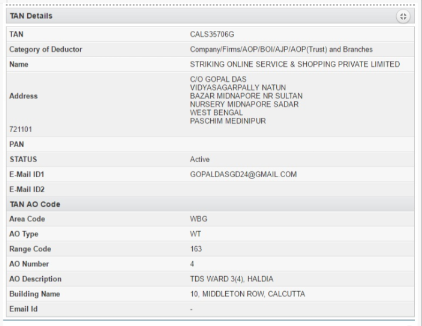 TAN Details
TAN CALS35706G
Category of Deductor Company/Firms/AOP/BOI/AJP/AOP(Trust) and Branches
Name STRIKING ONLINE SERVICE & SHOPPING PRIVATE LIMITED
Address C/O GOPAL DAS
VIDYASAGARPALLY NATUN
BAZAR MIDNAPORE NR SULTAN
NURSERY MIDNAPORE SADAR
WEST BENGAL
PASCHIM MEDINIPUR
721101
PAN
STATUS Active
E-Mail ID1 GOPALDASGD24@GMAIL.COM
E-Mail ID2
TAN AO Code
Area Code WBG
AO Type WT
Range Code 163
AO Number 4
AO Description TDS WARD 3(4), HALDIA
Building Name 10, MIDDLETON ROW, CALCUTTA
Email Id -